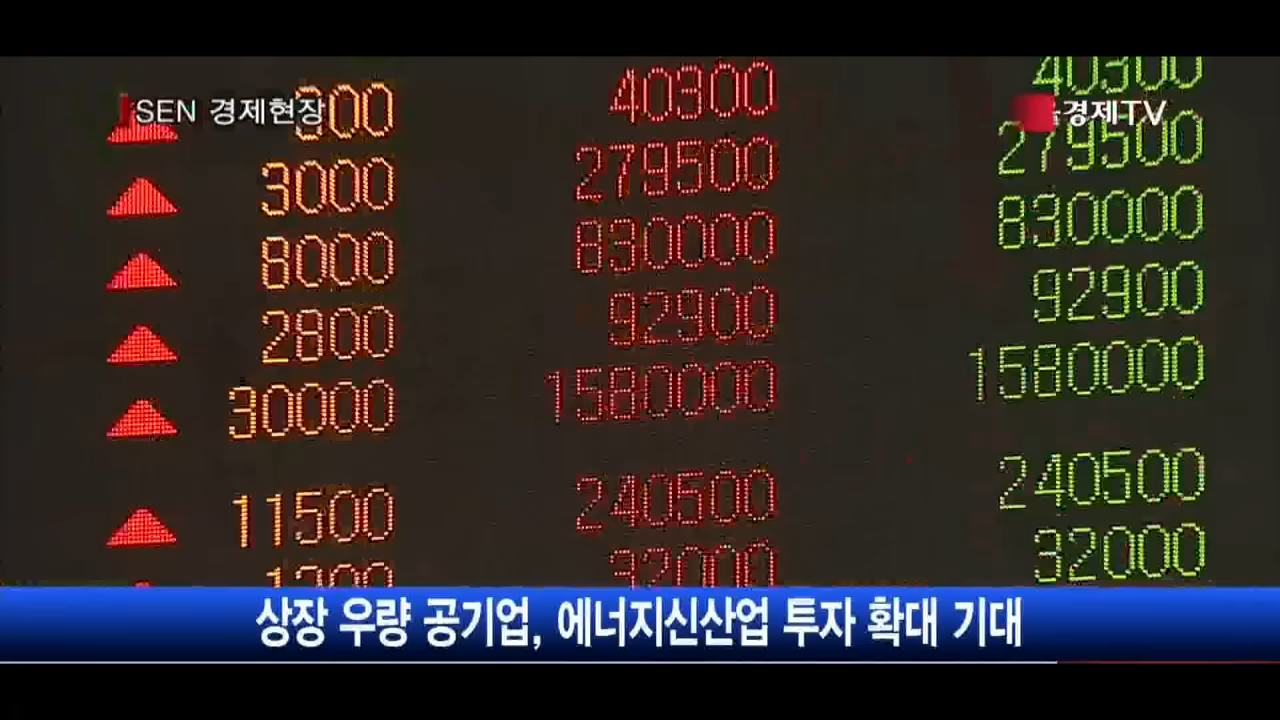 SEN 경제현장
경제TV
300 40300 40300
3000 279500 279500
8000 830000 830000
2800 92900 92900
30000 1580000 1580000
11500 240500 240500
32000 32000
상장 우량 공기업, 에너지신산업 투자 확대 기대